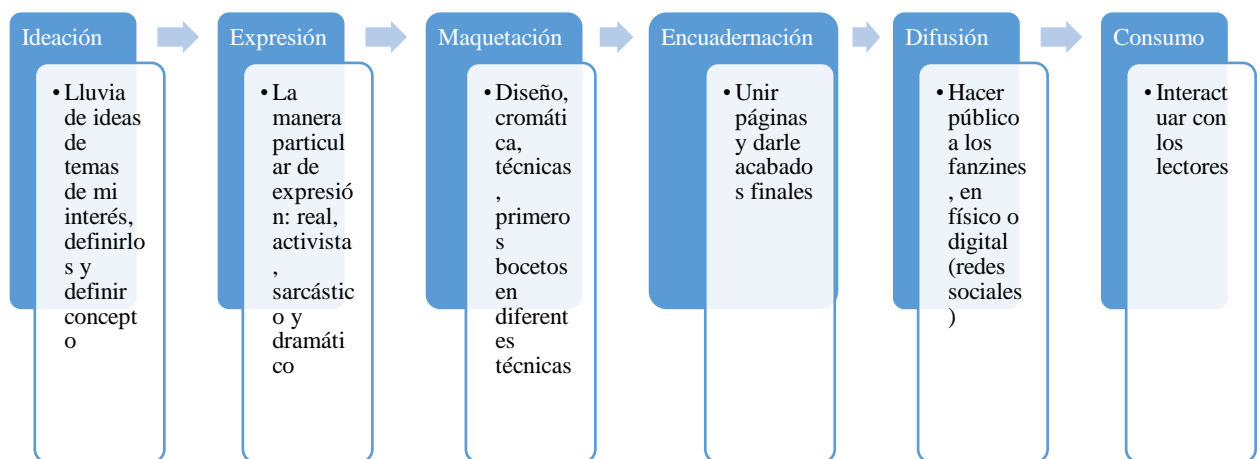 Ideación
• Lluvia
de ideas
de
temas
de mi
interés,
definirlo
s y
definir
concept
o
Expresión
• La
manera
particul
ar de
expresió
n: real,
activista
,
sarcástic
o y
dramáti
co
Maquetación
• Diseño,
cromáti
ca,
técnicas
,
primero
s
bocetos
en
diferent
es
técnicas
Encuadernación
• Unir
páginas
y darle
acabado
s finales
Difusión
• Hacer
público
a los
fanzines
, en
físico o
digital
(redes
sociales
)
Consumo
• Interact
uar con
los
lectores